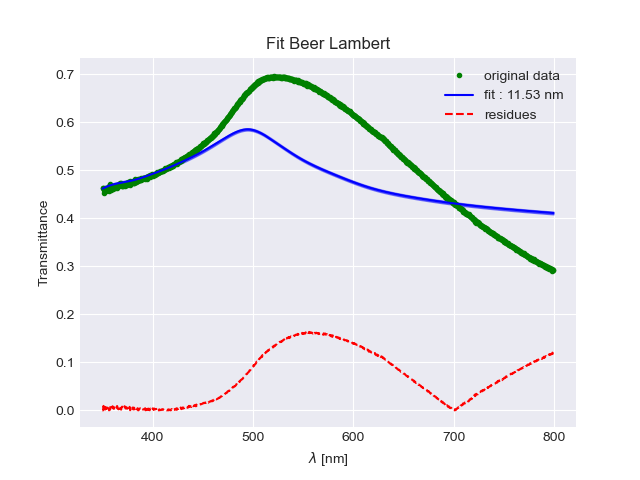 Fit Beer Lambert
original data
fit : 11.53 nm
residues
Transmittance
0.7
0.6
0.5
0.4
0.3
0.2
0.1
0.0
400 500 600 700 800
λ [nm]